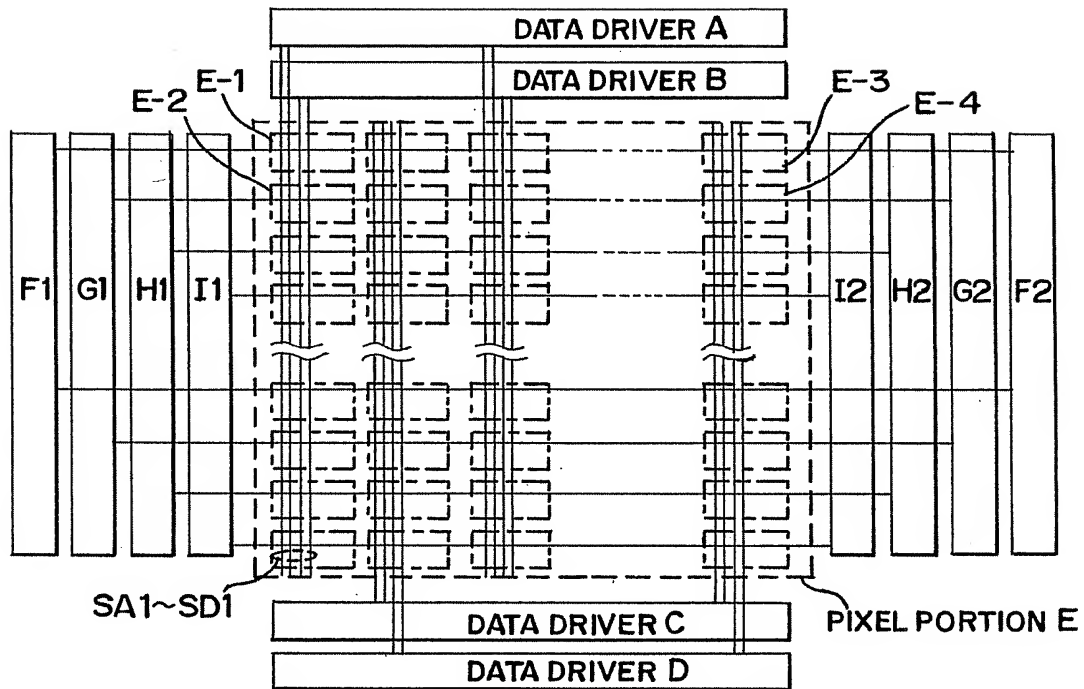 DATA DRIVER A
DATA DRIVER B
E-1
E-2
E-3
E-4
F1
G1
H1
I1
I2
H2
G2
F2
SA1~SD1
DATA DRIVER C
PIXEL PORTION E
DATA DRIVER D